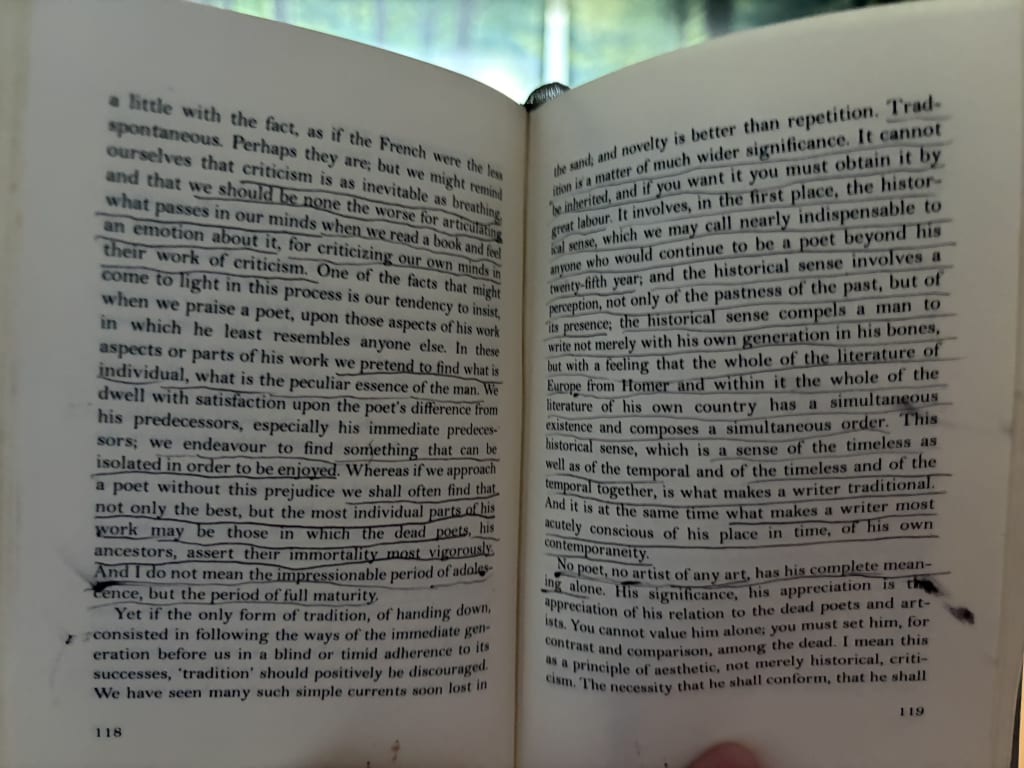 a little with the fact, as if the French were the less
spontaneous. Perhaps they are; but we might remind
ourselves that criticism is as inevitable as breathing,
and that we should be none the worse for articulating
what passes in our minds when we read a book and feel
an emotion about it, for criticizing our own minds in
their work of criticism. One of the facts that might
come to light in this process is our tendency to insist,
when we praise a poet, upon those aspects of his work
in which he least resembles anyone else. In these
aspects or parts of his work we pretend to find what is
individual, what is the peculiar essence of the man. We
dwell with satisfaction upon the poet's difference from
his predecessors, especially his immediate predeces-
sors; we endeavour to find something that can be
isolated in order to be enjoyed. Whereas if we approach
a poet without this prejudice we shall often find that
not only the best, but the most individual parts of his
work may be those in which the dead poets, his
ancestors, assert their immortality most vigorously.
And I do not mean the impressionable period of adoles-
cence, but the period of full maturity.
Yet if the only form of tradition, of handing down,
consisted in following the ways of the immediate gen-
eration before us in a blind or timid adherence to its
successes, 'tradition' should positively be discouraged.
We have seen many such simple currents soon lost in
118
the sand; and novelty is better than repetition. Trad-
ition is a matter of much wider significance. It cannot
be inherited, and if you want it you must obtain it by
great labour. It involves, in the first place, the histor-
ical sense, which we may call nearly indispensable to
anyone who would continue to be a poet beyond his
twenty-fifth year; and the historical sense involves a
perception, not only of the pastness of the past, but of
its presence; the historical sense compels a man to
write not merely with his own generation in his bones,
but with a feeling that the whole of the literature of
Europe from Homer and within it the whole of the
literature of his own country has a simultaneous
existence and composes a simultaneous order. This
historical sense, which is a sense of the timeless as
well as of the temporal and of the timeless and of the
temporal together, is what makes a writer traditional.
And it is at the same time what makes a writer most
acutely conscious of his place in time, of his own
contemporaneity.
No poet, no artist of any art, has his complete mean-
ing alone. His significance, his appreciation is the
appreciation of his relation to the dead poets and art-
ists. You cannot value him alone; you must set him, for
contrast and comparison, among the dead. I mean this
as a principle of aesthetic, not merely historical, criti-
cism. The necessity that he shall conform, that he shall
119